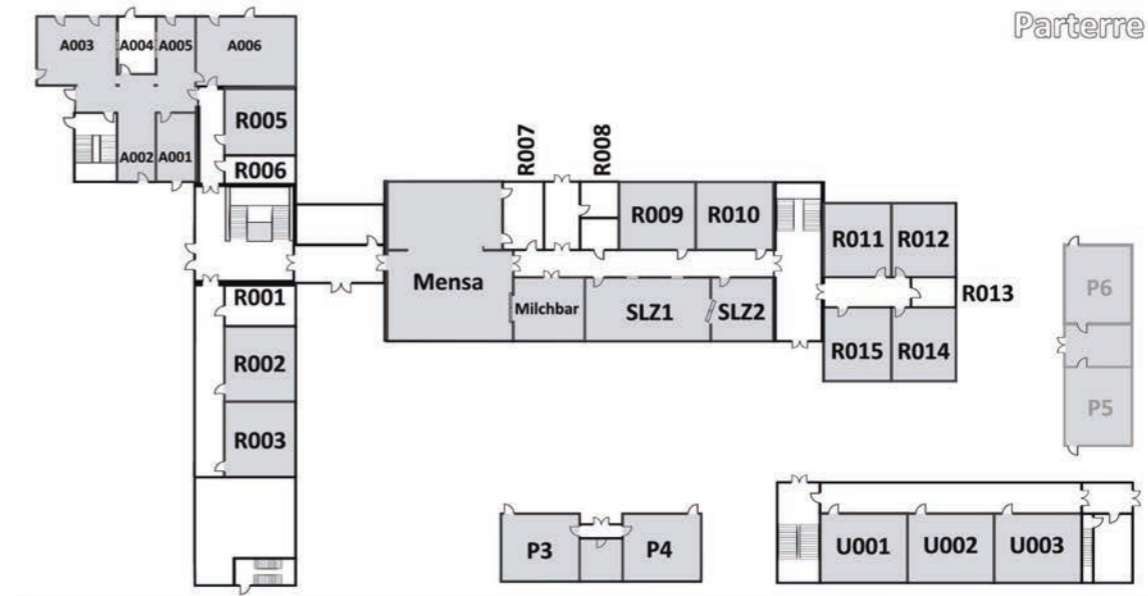 Parterre
A003
A004
A005
A006
R005
R006
A002
A001
R007
R008
R009
R010
R011
R012
R013
R015
R014
Mensa
Milchbar
SLZ1
SLZ2
R001
R002
R003
P6
P5
P3
P4
U001
U002
U003